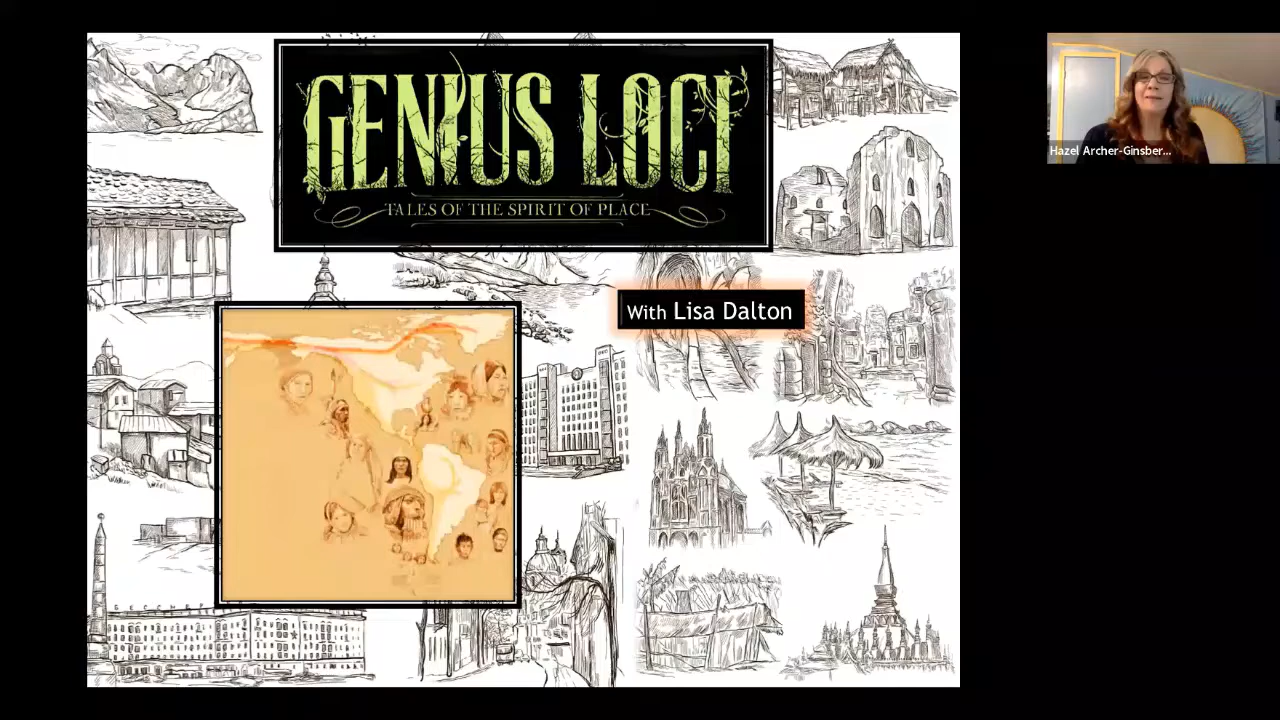 GENIUS LOCI
TALES OF THE SPIRIT OF PLACE
With Lisa Dalton
Hazel Archer-Ginsber...